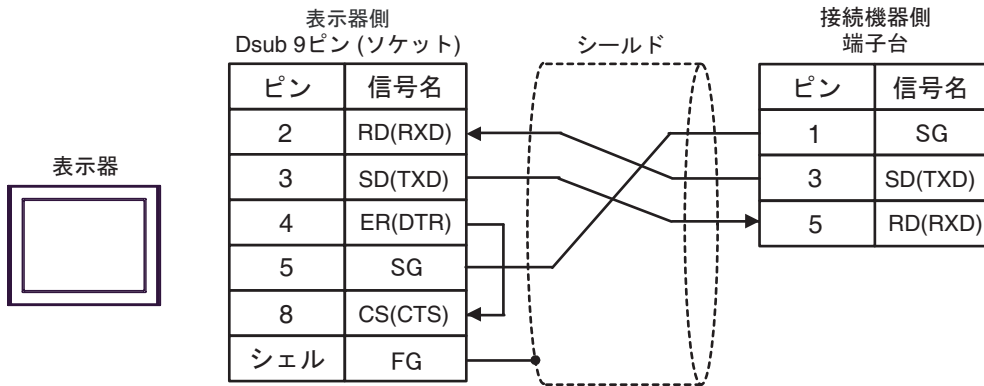 表示器
表示器側
Dsub 9ピン (ソケット)
ピン 信号名
2 RD(RXD)
3 SD(TXD)
4 ER(DTR)
5 SG
8 CS(CTS)
シェル FG
シールド
接続機器側
端子台
ピン 信号名
1 SG
3 SD(TXD)
5 RD(RXD)